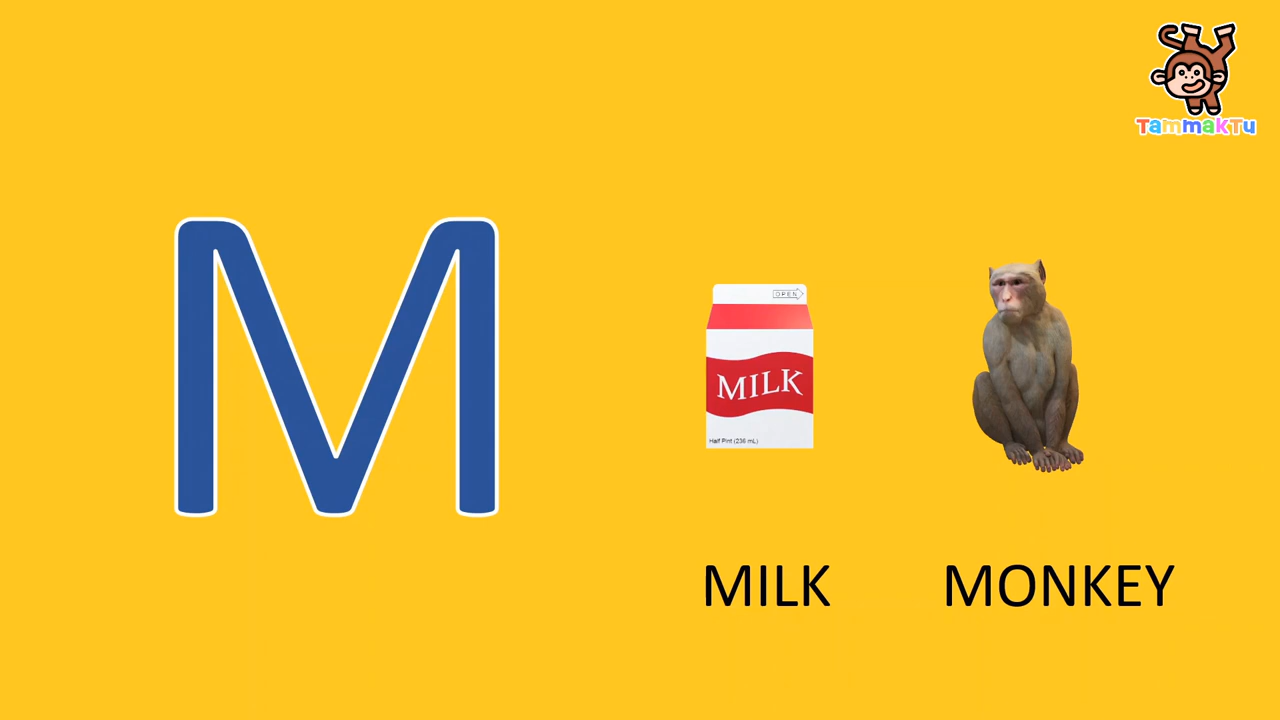 TammakTu
M
OPEN
MILK
Half Pint (236 mL)
MILK
MONKEY